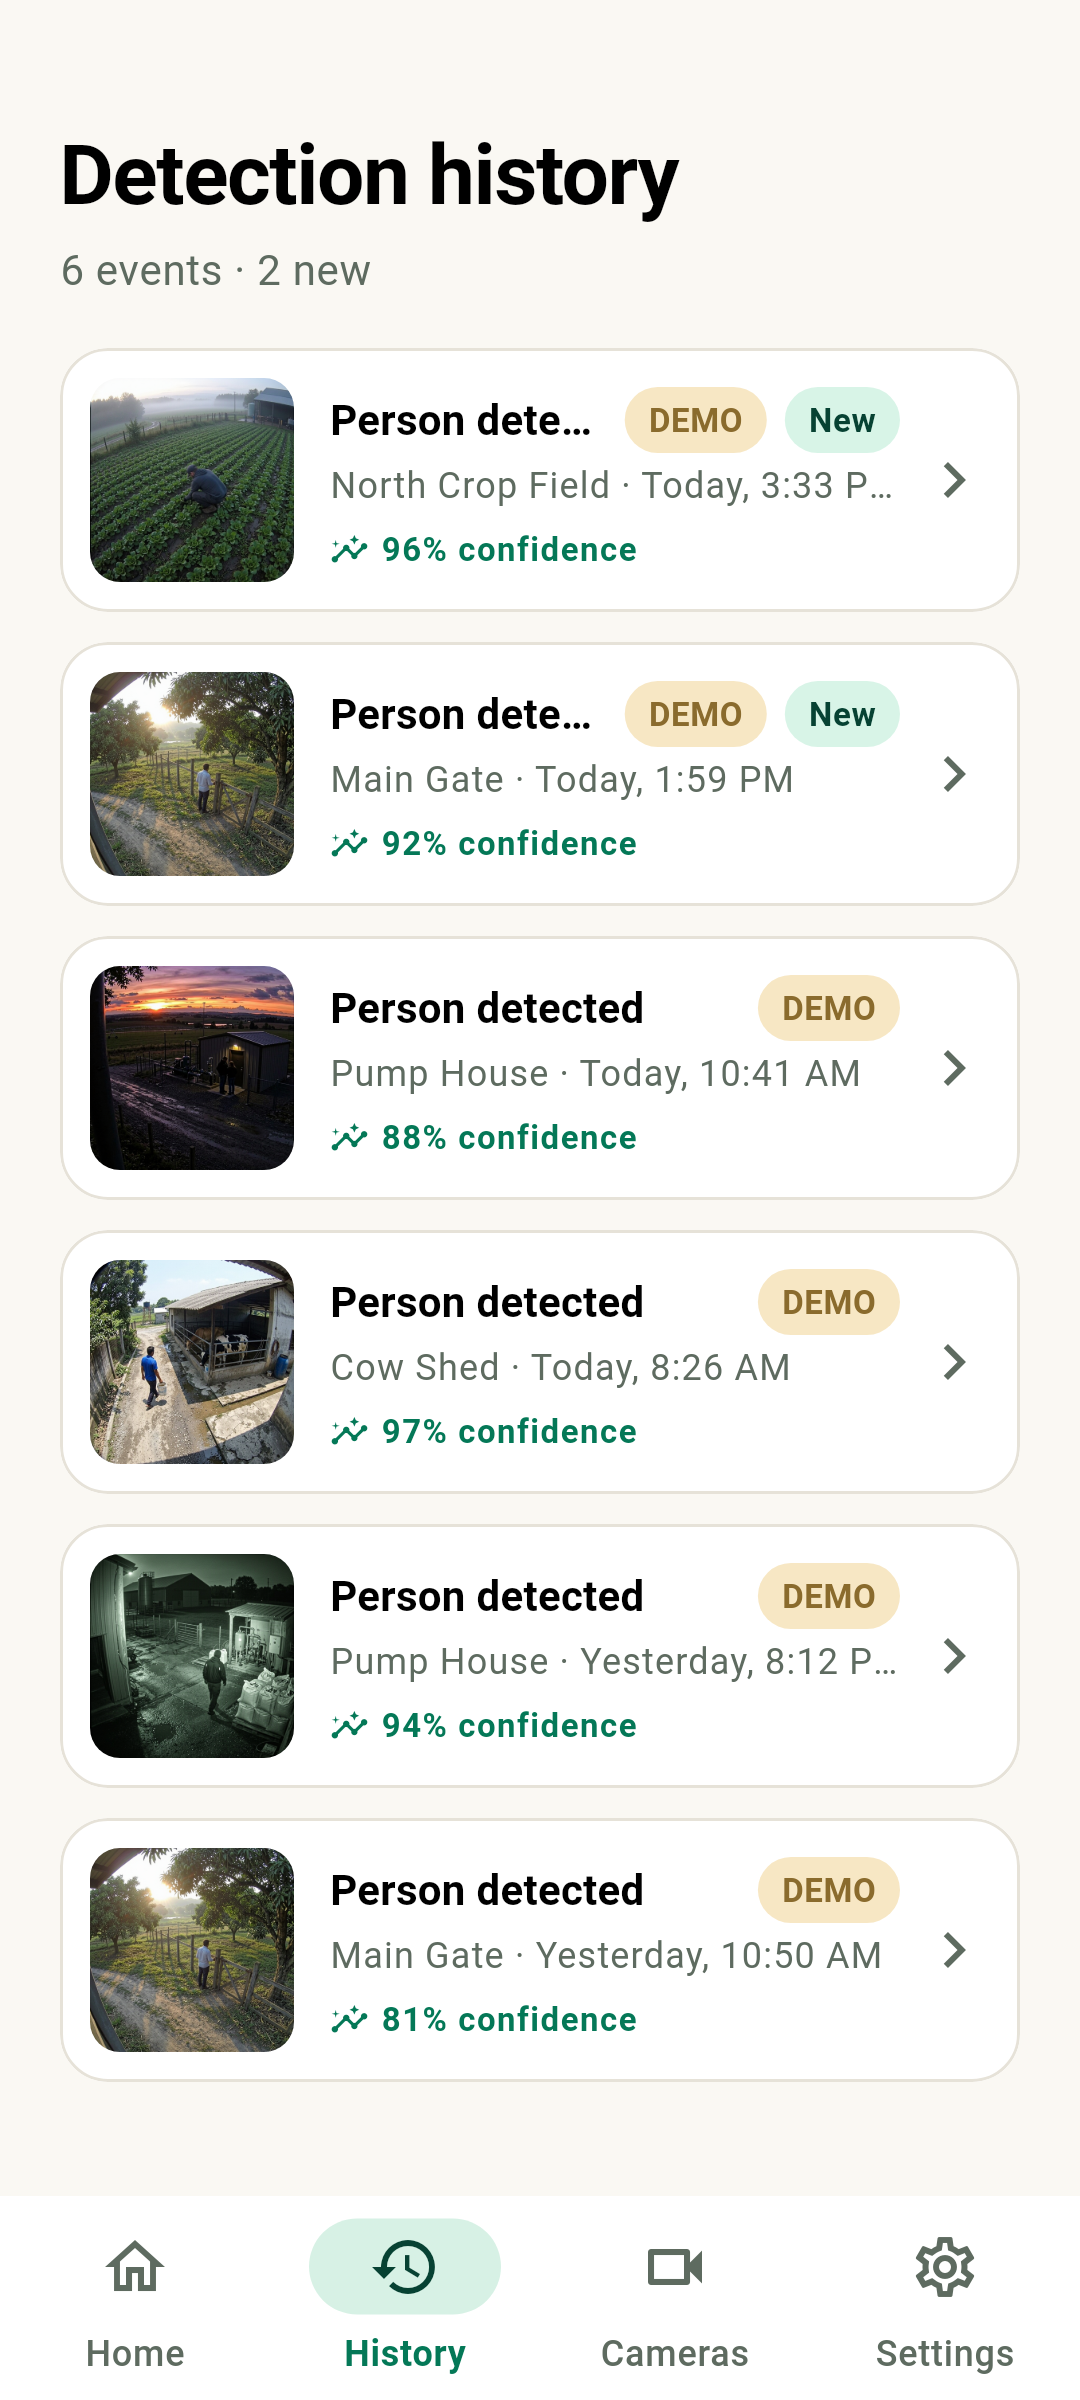 Detection history
6 events · 2 new
Person dete... DEMO New
North Crop Field · Today, 3:33 P...
96% confidence
Person dete... DEMO New
Main Gate · Today, 1:59 PM
92% confidence
Person detected DEMO
Pump House · Today, 10:41 AM
88% confidence
Person detected DEMO
Cow Shed · Today, 8:26 AM
97% confidence
Person detected DEMO
Pump House · Yesterday, 8:12 P...
94% confidence
Person detected DEMO
Main Gate · Yesterday, 10:50 AM
81% confidence
Home History Cameras Settings